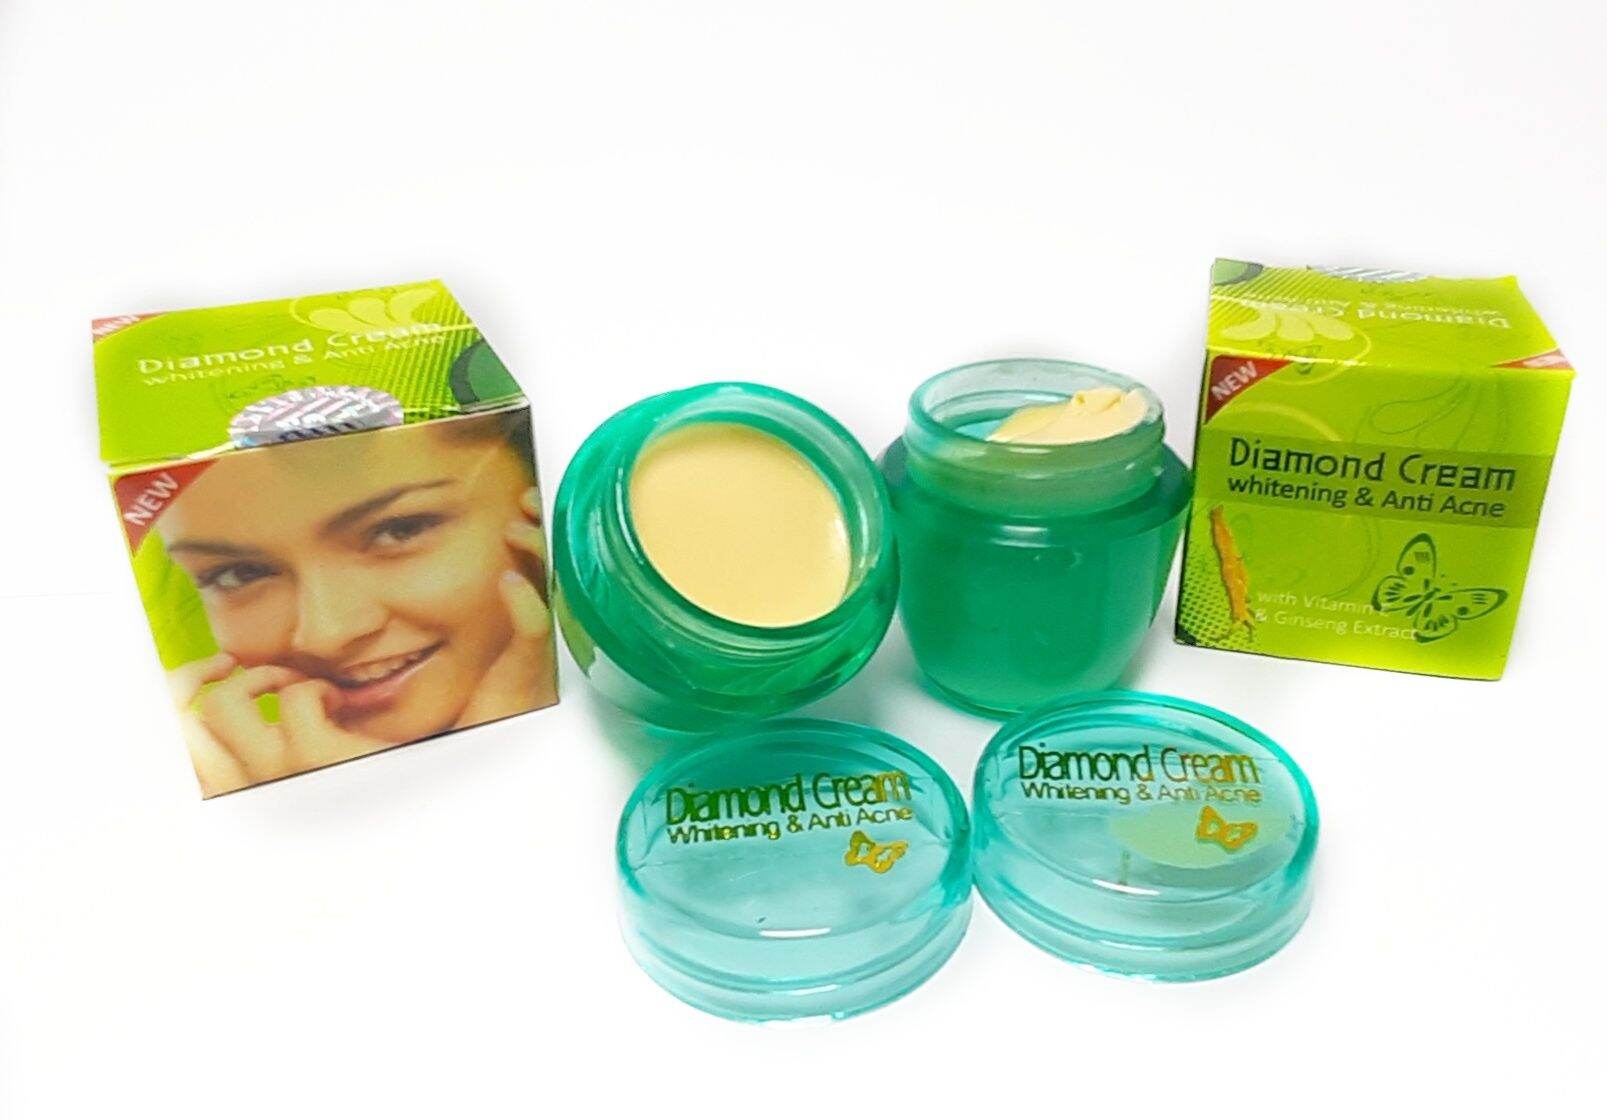 NEW
Diamond Cream
whitening & Anti Acne
NEW
Diamond Cream
whitening & Anti Acne
NEW
Diamond Cream
whitening & Anti Acne
with Vitamin
& Ginseng Extract
Diamond Cream
Whitening & Anti Acne
Diamond Cream
Whitening & Anti Acne